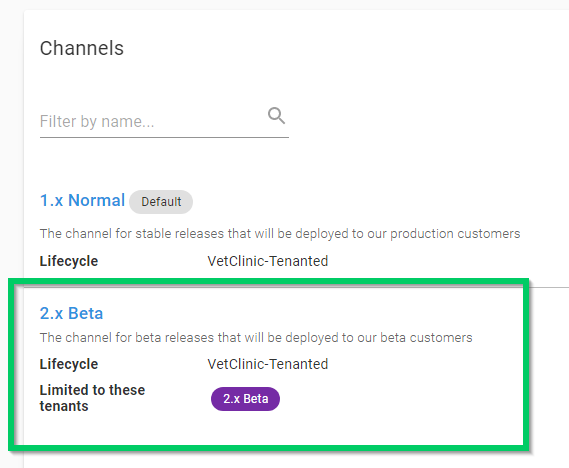 Channels
Filter by name...
1.x Normal Default
The channel for stable releases that will be deployed to our production customers
Lifecycle VetClinic-Tenanted
2.x Beta
The channel for beta releases that will be deployed to our beta customers
Lifecycle VetClinic-Tenanted
Limited to these
tenants 2.x Beta